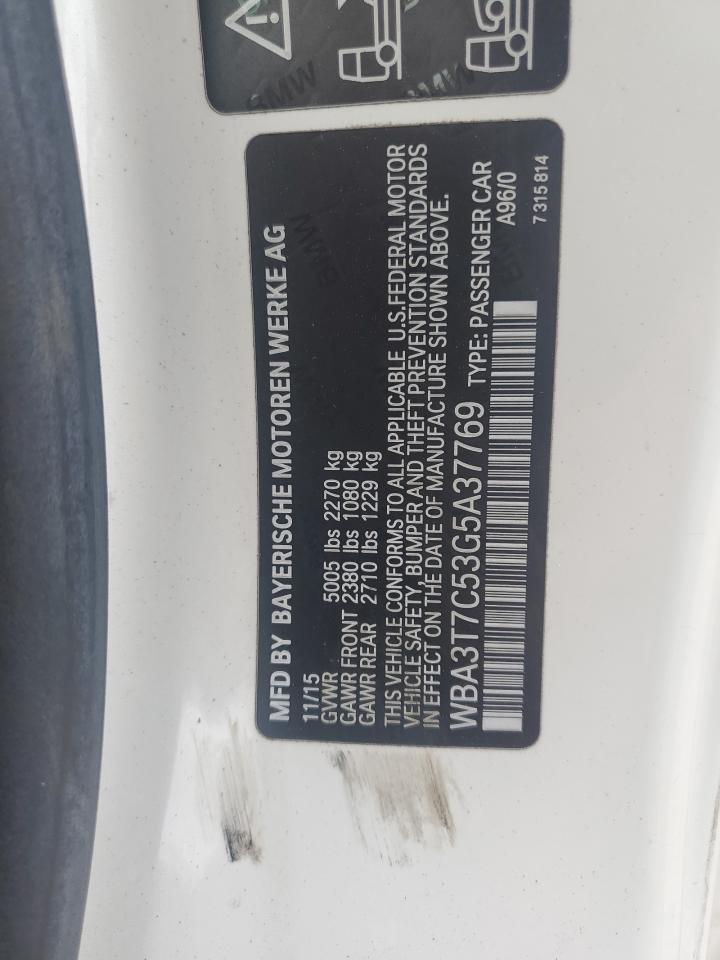 MFD BY BAYERISCHE MOTOREN WERKE AG
11/15
GVWR 5005 lbs 2270 kg
GAWR FRONT 2380 lbs 1080 kg
GAWR REAR 2710 lbs 1229 kg
THIS VEHICLE CONFORMS TO ALL APPLICABLE U.S.FEDERAL MOTOR
VEHICLE SAFETY, BUMPER AND THEFT PREVENTION STANDARDS
IN EFFECT ON THE DATE OF MANUFACTURE SHOWN ABOVE.
WBA3T7C53G5A37769 TYPE: PASSENGER CAR
A96/0
7 315 814
BMW
BMW
BMW